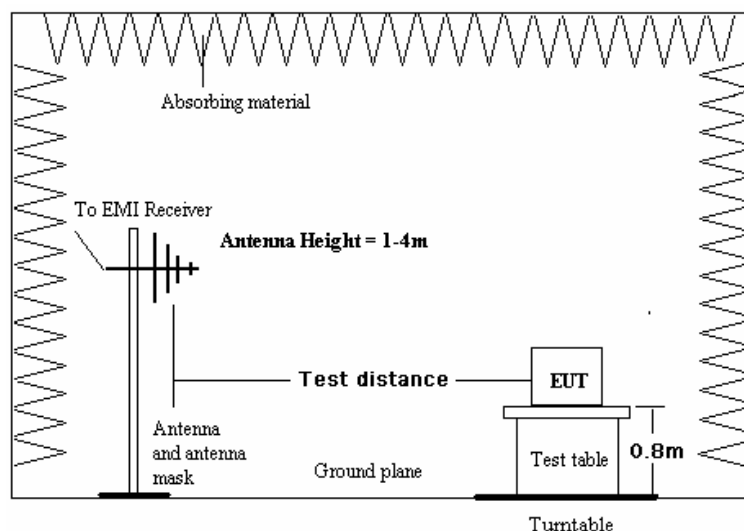 Absorbing material
To EMI Receiver
Antenna Height = 1-4m
Test distance
EUT
Antenna
and antenna
mask
Ground plane
Test table
0.8m
Turntable